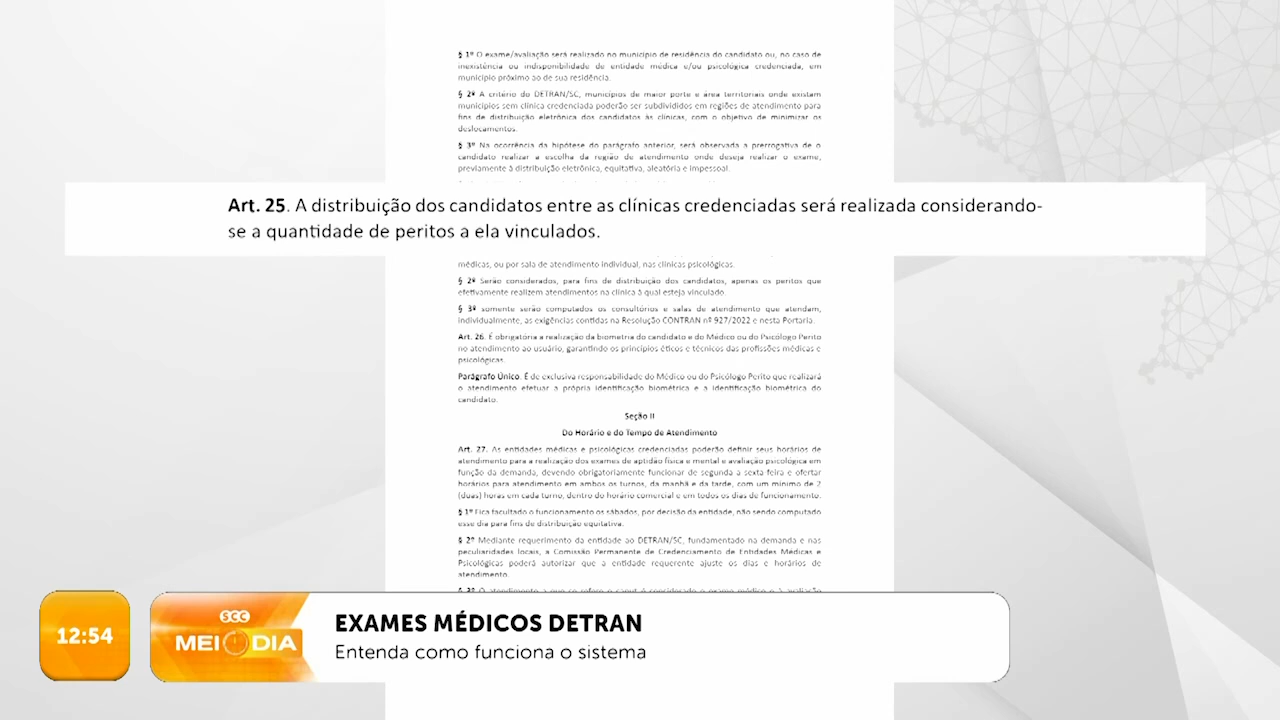 § 1º O exame/avaliação será realizado no município de residência do candidato ou, no caso de
inexistência ou indisponibilidade de entidade médica e/ou psicológica credenciada, em
município próximo ao de sua residência.
§ 2º A critério do DETRAN/SC, municípios de maior porte e área territoriais onde existam
municípios sem clínica credenciada poderão ser subdivididos em regiões de atendimento para
fins de distribuição eletrônica dos candidatos às clínicas, com o objetivo de minimizar os
deslocamentos.
§ 3º Na ocorrência da hipótese do parágrafo anterior, será observada a prerrogativa de o
candidato realizar a escolha da região de atendimento onde deseja realizar o exame,
previamente à distribuição eletrônica, equitativa, aleatória e impessoal.
Art. 25. A distribuição dos candidatos entre as clínicas credenciadas será realizada considerando-
se a quantidade de peritos a ela vinculados.
médicas, ou por sala de atendimento individual, nas clínicas psicológicas.
§ 2º Serão considerados, para fins de distribuição dos candidatos, apenas os peritos que
efetivamente realizem atendimentos na clínica à qual esteja vinculado.
§ 3º somente serão computados os consultórios e salas de atendimento que atendam,
individualmente, as exigências contidas na Resolução CONTRAN nº 927/2022 e nesta Portaria.
Art. 26. É obrigatória a realização da biometria do candidato e do Médico ou do Psicólogo Perito
no atendimento ao usuário, garantindo os princípios éticos e técnicos das profissões médicas e
psicológicas.
Parágrafo Único. É de exclusiva responsabilidade do Médico ou do Psicólogo Perito que realizará
o atendimento efetuar a própria identificação biométrica e a identificação biométrica do
candidato.
Seção II
Do Horário e do Tempo de Atendimento
Art. 27. As entidades médicas e psicológicas credenciadas poderão definir seus horários de
atendimento para a realização dos exames de aptidão física e mental e avaliação psicológica em
função da demanda, devendo obrigatoriamente funcionar de segunda a sexta feira e ofertar
horários para atendimento em ambos os turnos, da manhã e da tarde, com um mínimo de 2
(duas) horas em cada turno, dentro do horário comercial e em todos os dias de funcionamento.
§ 1º Fica facultado o funcionamento os sábados, por decisão da entidade, não sendo computado
esse dia para fins de distribuição equitativa.
§ 2º Mediante requerimento da entidade ao DETRAN/SC, fundamentado na demanda e nas
peculiaridades locais, a Comissão Permanente de Credenciamento de Entidades Médicas e
Psicológicas poderá autorizar que a entidade requerente ajuste os dias e horários de
atendimento.
§ 3º O atendimento a que se refere o caput é considerado o exame médico e a avaliação
12:54
SCC
MEIO DIA
EXAMES MÉDICOS DETRAN
Entenda como funciona o sistema